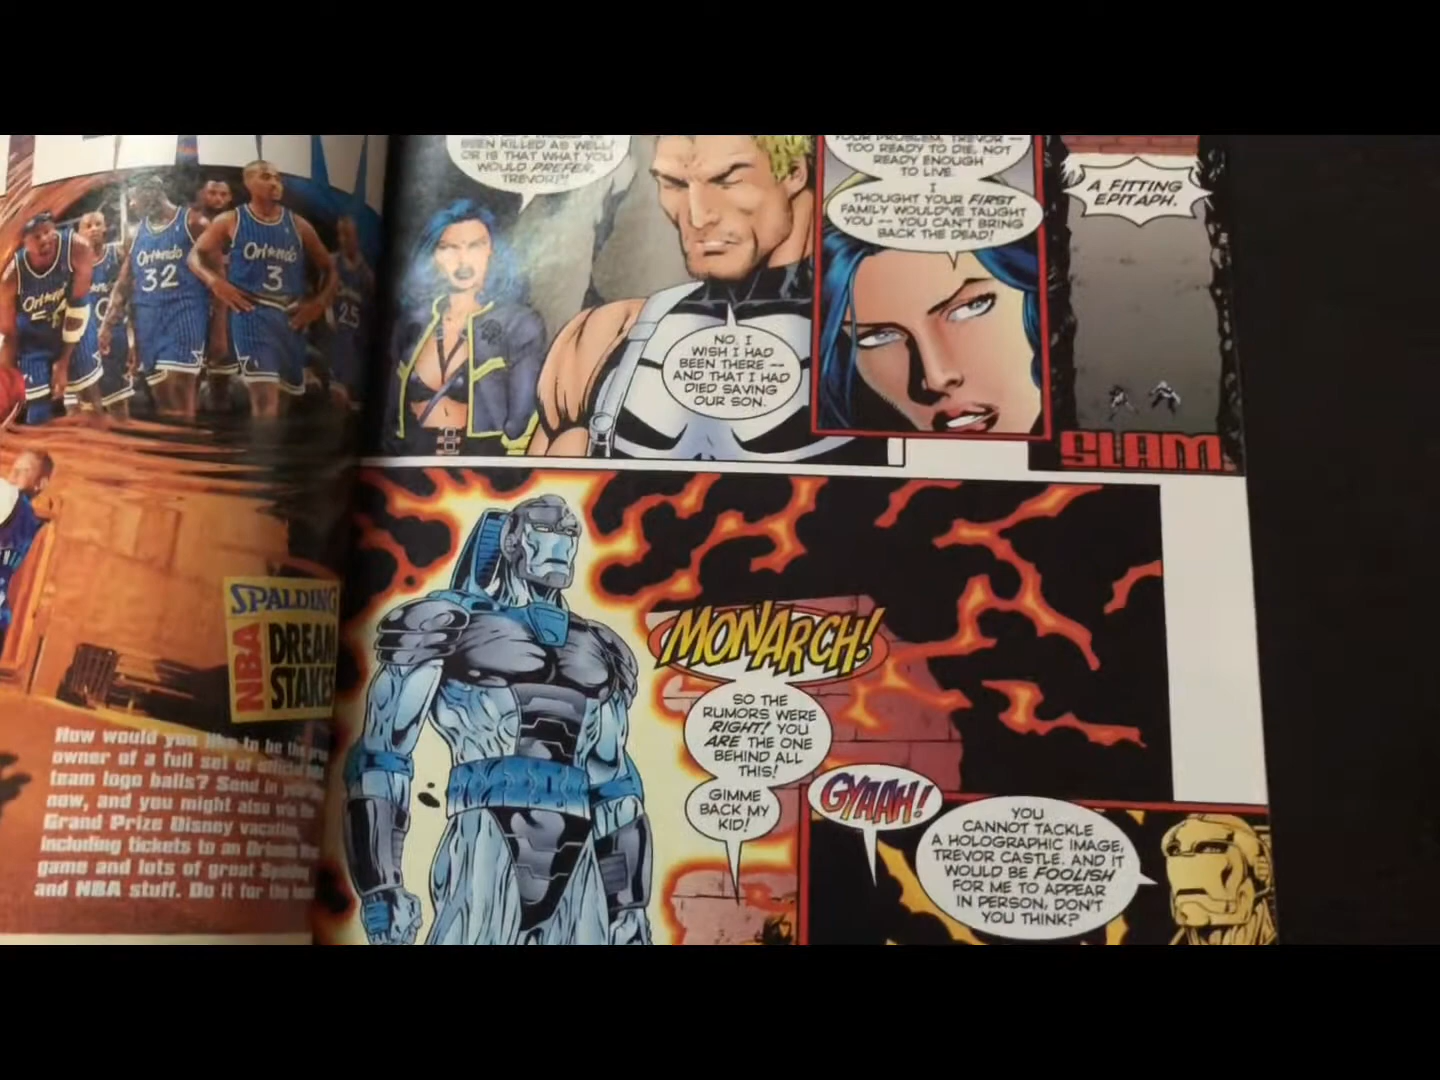 Orlando
Orlando
32
Orlando
3
25
SPALDING
NBA
DREAM
STAKES
How would you like to be the
owner of a full set of
team logo balls? Send in
now, and you might also win
Grand Prize Disney vacation,
including tickets to an
game and lots of great
and NBA stuff. Do it for the
BEEN KILLED AS WELL!
OR IS THAT WHAT YOU
WOULD PREFER,
TREVOR?!
NO, I
WISH I HAD
BEEN THERE --
AND THAT I HAD
DIED SAVING
OUR SON.
YOUR PROBLEM, TREVOR --
TOO READY TO DIE, NOT
READY ENOUGH
TO LIVE.
I
THOUGHT YOUR FIRST
FAMILY WOULD'VE TAUGHT
YOU -- YOU CAN'T BRING
BACK THE DEAD!
A FITTING
EPITAPH.
SLAM
MONARCH!
SO THE
RUMORS WERE
RIGHT! YOU
ARE THE ONE
BEHIND ALL
THIS!
GIMME
BACK MY
KID!
GYAAH!
YOU
CANNOT TACKLE
A HOLOGRAPHIC IMAGE,
TREVOR CASTLE. AND IT
WOULD BE FOOLISH
FOR ME TO APPEAR
IN PERSON, DON'T
YOU THINK?